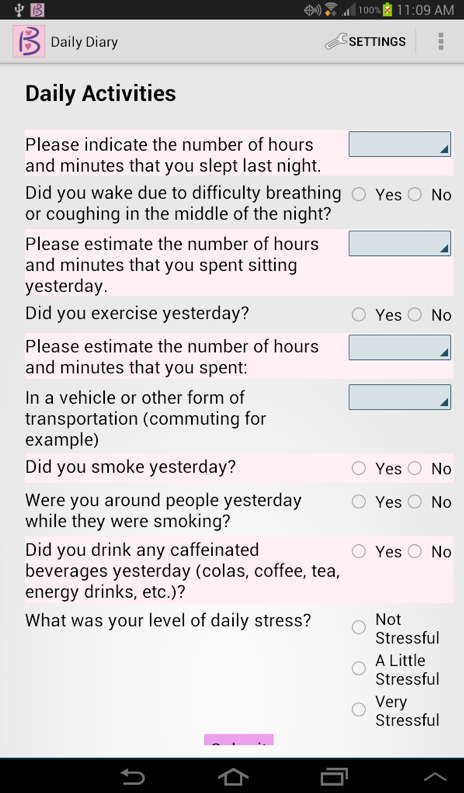 100% 11:09 AM
Daily Diary SETTINGS
Daily Activities
Please indicate the number of hours
and minutes that you slept last night.
Did you wake due to difficulty breathing Yes No
or coughing in the middle of the night?
Please estimate the number of hours
and minutes that you spent sitting
yesterday.
Did you exercise yesterday? Yes No
Please estimate the number of hours
and minutes that you spent:
In a vehicle or other form of
transportation (commuting for
example)
Did you smoke yesterday? Yes No
Were you around people yesterday Yes No
while they were smoking?
Did you drink any caffeinated Yes No
beverages yesterday (colas, coffee, tea,
energy drinks, etc.)?
What was your level of daily stress? Not
Stressful
A Little
Stressful
Very
Stressful